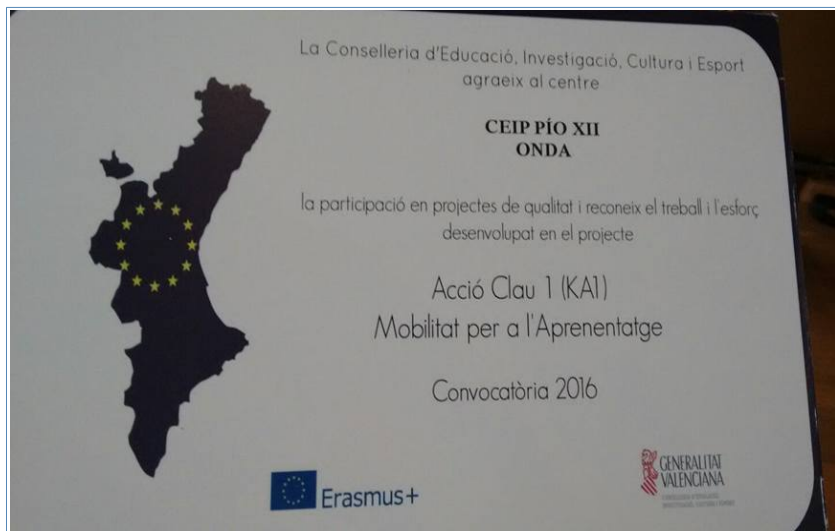 La Conselleria d'Educació, Investigació, Cultura i Esport
agraeix al centre
CEIP PÍO XII
ONDA
la participació en projectes de qualitat i reconeix el treball i l'esforç
desenvolupat en el projecte
Acció Clau 1 (KA1)
Mobilitat per a l'Aprenentatge
Convocatòria 2016
Erasmus+
GENERALITAT
VALENCIANA